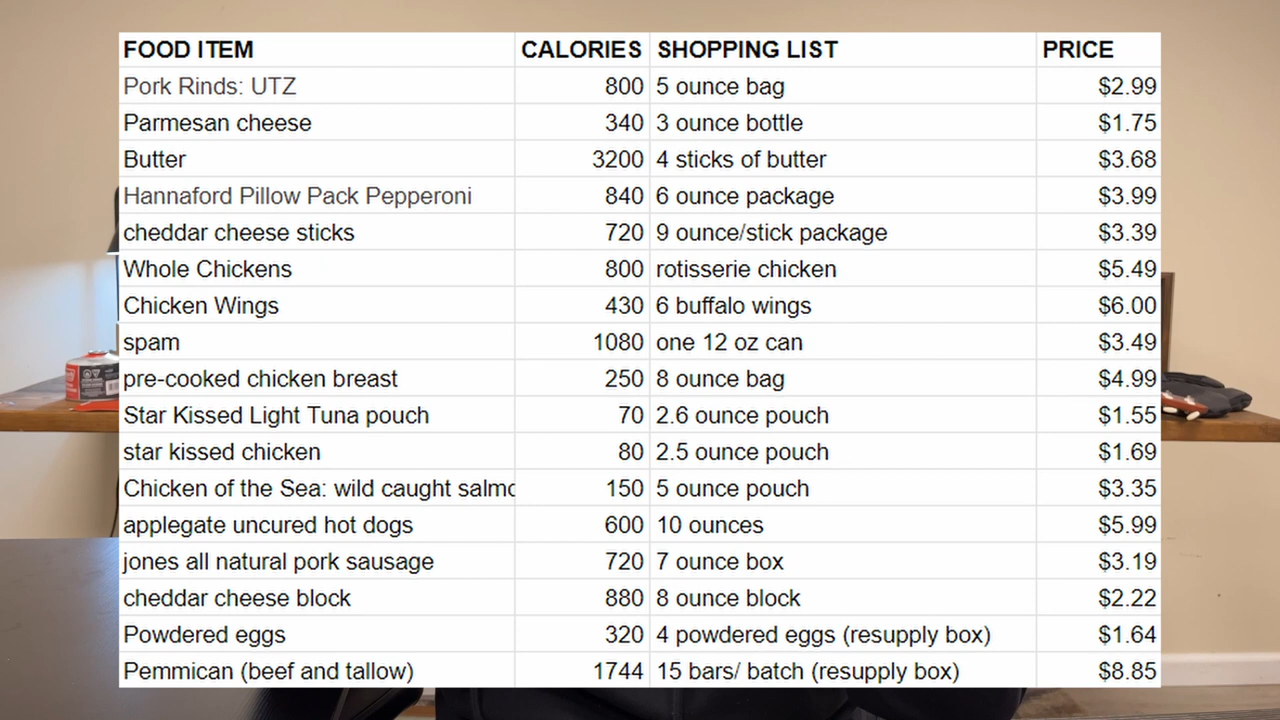 FOOD ITEM CALORIES SHOPPING LIST PRICE
Pork Rinds: UTZ 800 5 ounce bag $2.99
Parmesan cheese 340 3 ounce bottle $1.75
Butter 3200 4 sticks of butter $3.68
Hannaford Pillow Pack Pepperoni 840 6 ounce package $3.99
cheddar cheese sticks 720 9 ounce/stick package $3.39
Whole Chickens 800 rotisserie chicken $5.49
Chicken Wings 430 6 buffalo wings $6.00
spam 1080 one 12 oz can $3.49
pre-cooked chicken breast 250 8 ounce bag $4.99
Star Kissed Light Tuna pouch 70 2.6 ounce pouch $1.55
star kissed chicken 80 2.5 ounce pouch $1.69
Chicken of the Sea: wild caught salmo 150 5 ounce pouch $3.35
applegate uncured hot dogs 600 10 ounces $5.99
jones all natural pork sausage 720 7 ounce box $3.19
cheddar cheese block 880 8 ounce block $2.22
Powdered eggs 320 4 powdered eggs (resupply box) $1.64
Pemmican (beef and tallow) 1744 15 bars/ batch (resupply box) $8.85